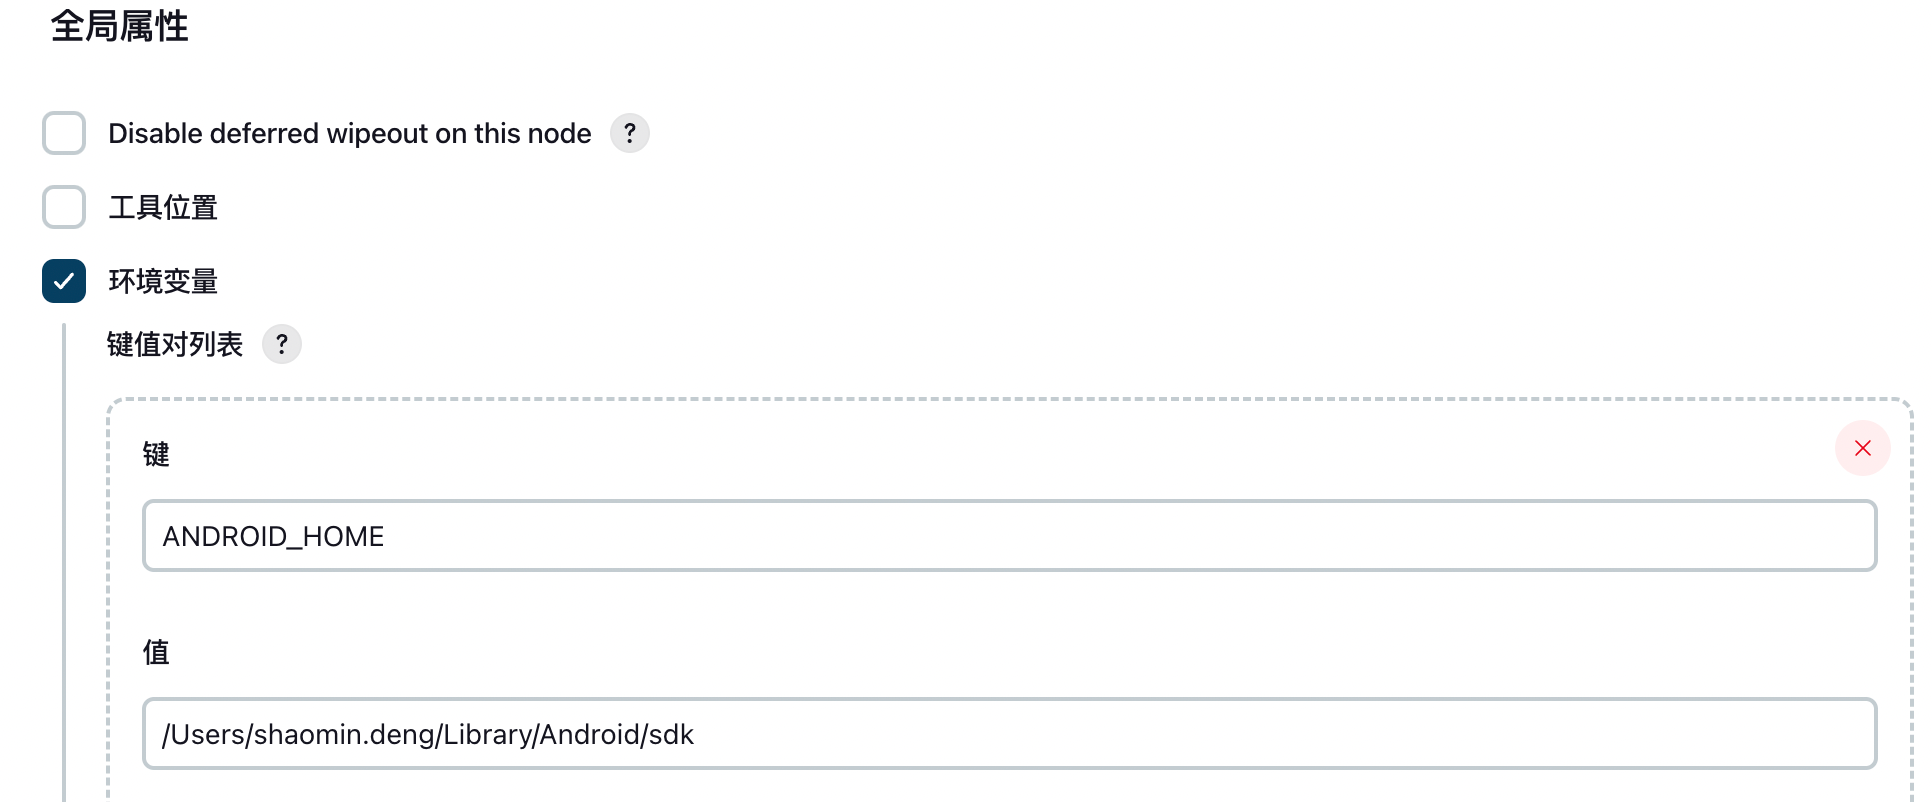 全局属性
Disable deferred wipeout on this node ?
工具位置
环境变量
键值对列表 ?
键
ANDROID_HOME
值
/Users/shaomin.deng/Library/Android/sdk